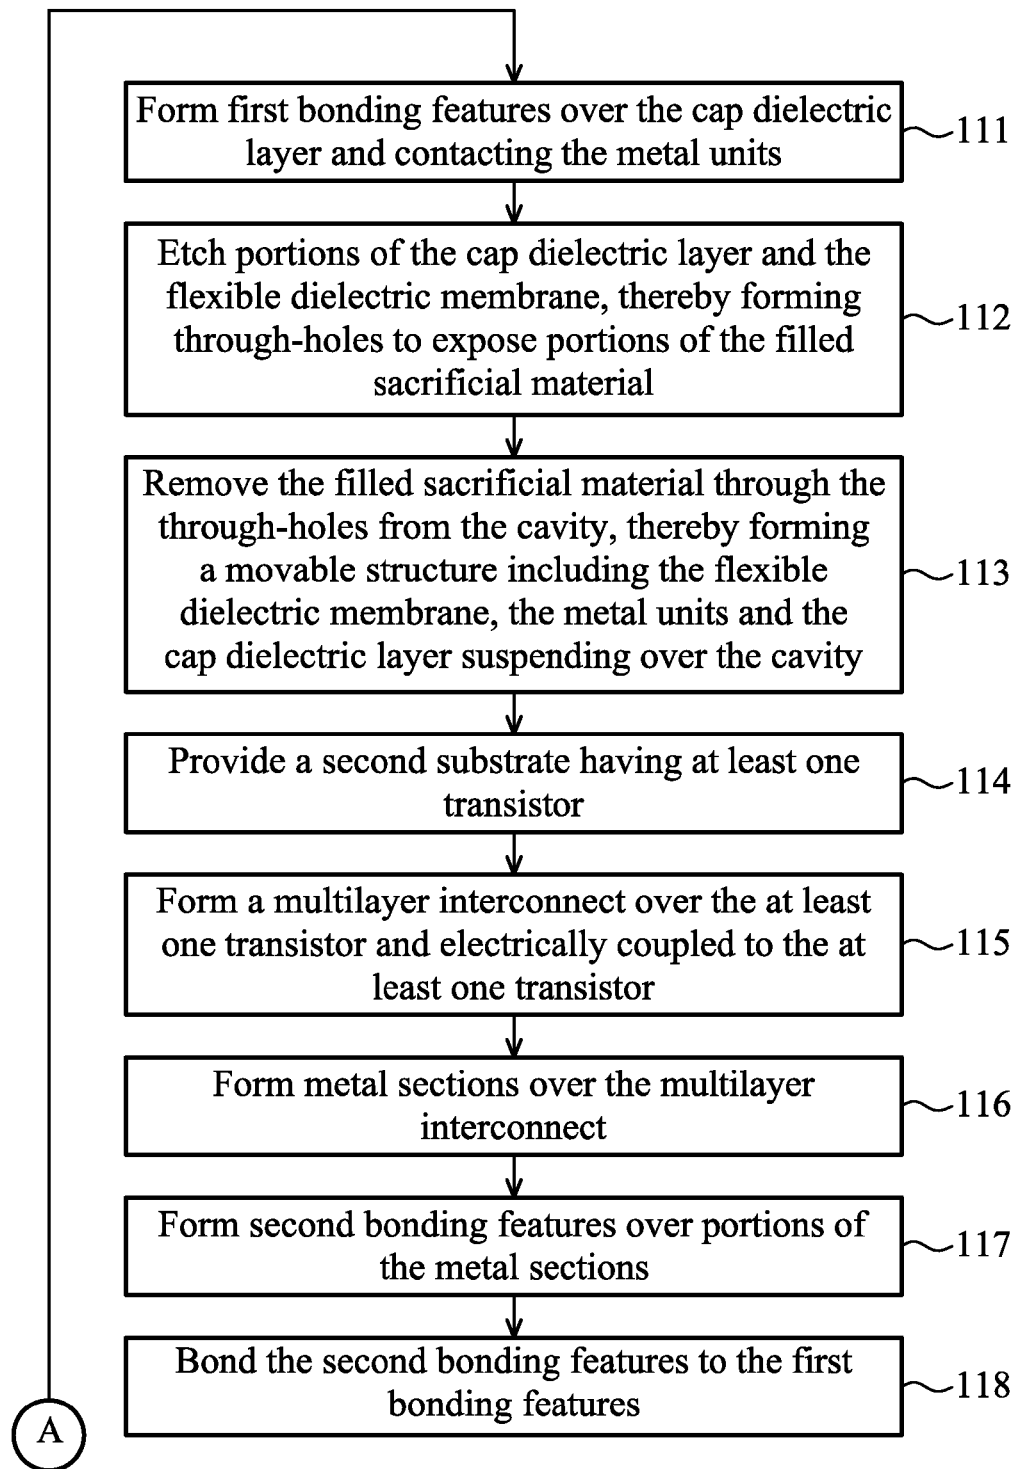 Form first bonding features over the cap dielectric
layer and contacting the metal units
111
Etch portions of the cap dielectric layer and the
flexible dielectric membrane, thereby forming
through-holes to expose portions of the filled
sacrificial material
112
Remove the filled sacrificial material through the
through-holes from the cavity, thereby forming
a movable structure including the flexible
dielectric membrane, the metal units and the
cap dielectric layer suspending over the cavity
113
Provide a second substrate having at least one
transistor
114
Form a multilayer interconnect over the at least
one transistor and electrically coupled to the at
least one transistor
115
Form metal sections over the multilayer
interconnect
116
Form second bonding features over portions of
the metal sections
117
Bond the second bonding features to the first
bonding features
118
A